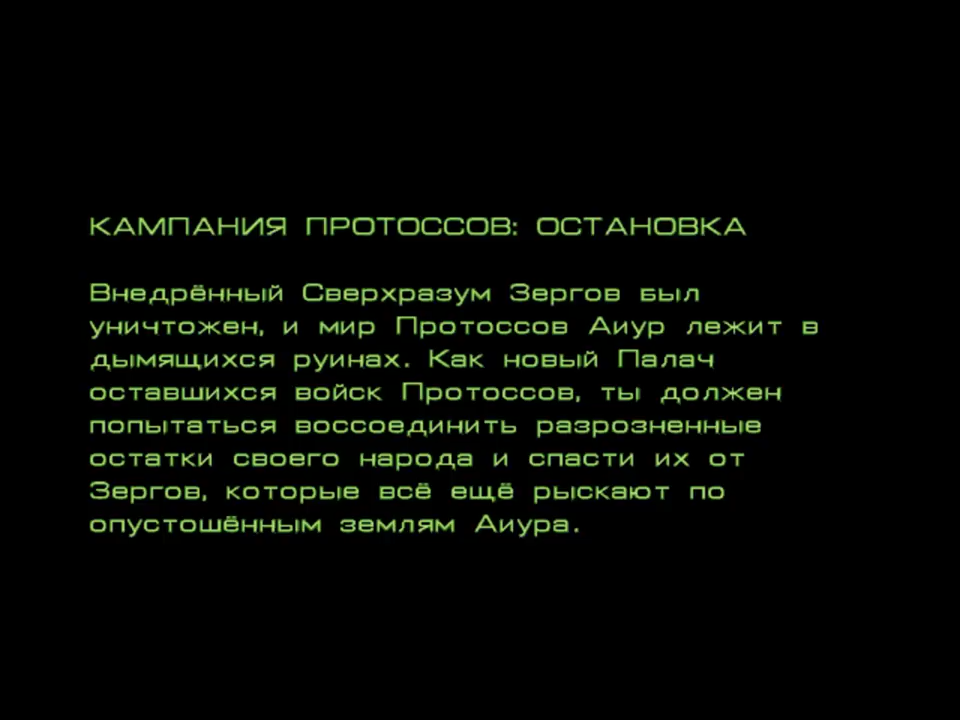 КАМПАНИЯ ПРОТОССОВ: ОСТАНОВКА
Внедрённый Сверхразум Зергов был
уничтожен, и мир Протоссов Аиур лежит в
дымящихся руинах. Как новый Палач
оставшихся войск Протоссов, ты должен
попытаться воссоединить разрозненные
остатки своего народа и спасти их от
Зергов, которые всё ещё рыскают по
опустошённым землям Аиура.